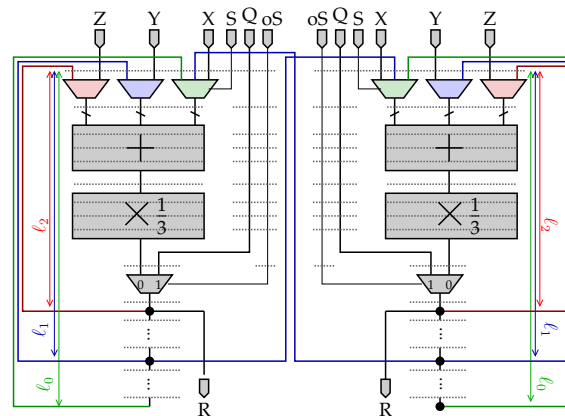 Z Y X S Q oS oS Q S X Y Z
+ +
× 1/3 × 1/3
ℓ₂ ℓ₂
0 1 1 0
ℓ₁ ℓ₁
ℓ₀ ℓ₀
R R